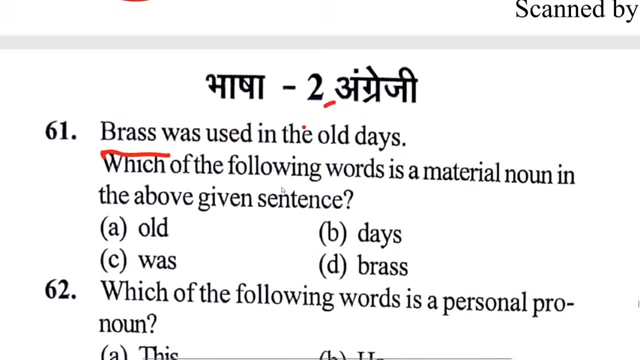 Scanned by
भाषा - 2 अंग्रेजी
61. Brass was used in the old days.
Which of the following words is a material noun in
the above given sentence?
(a) old (b) days
(c) was (d) brass
62. Which of the following words is a personal pro-
noun?
(a) This (b) He